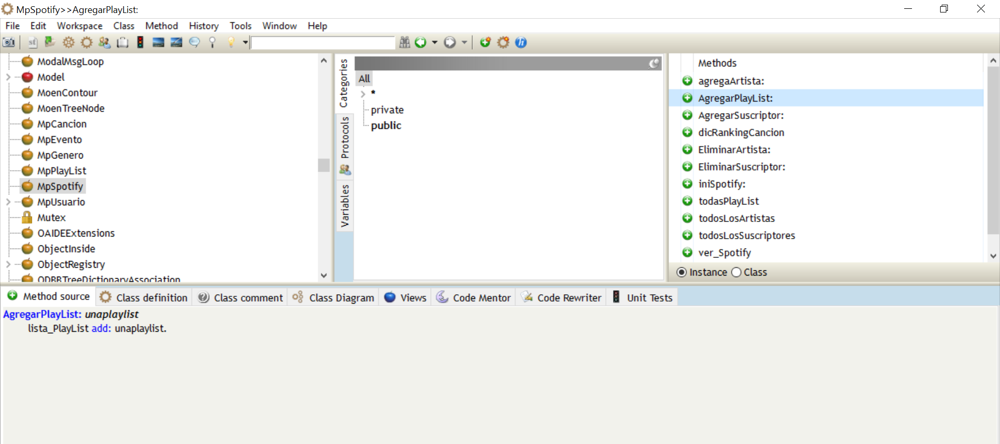 MpSpotify>>AgregarPlayList:
File Edit Workspace Class Method History Tools Window Help
ModalMsgLoop
Model
MoenContour
MoenTreeNode
MpCancion
MpEvento
MpGenero
MpPlayList
MpSpotify
MpUsuario
Mutex
OAIDEExtensions
ObjectInside
ObjectRegistry
ODBBTreeDictionaryAssociation
Categories
Protocols
Variables
All
*
private
public
Methods
agregaArtista:
AgregarPlayList:
AgregarSuscriptor:
dicRankingCancion
EliminarArtista:
EliminarSuscriptor:
iniSpotify:
todasPlayList
todosLosArtistas
todosLosSuscriptores
ver_Spotify
Instance Class
Method source Class definition Class comment Class Diagram Views Code Mentor Code Rewriter Unit Tests
AgregarPlayList: unaplaylist
lista_PlayList add: unaplaylist.